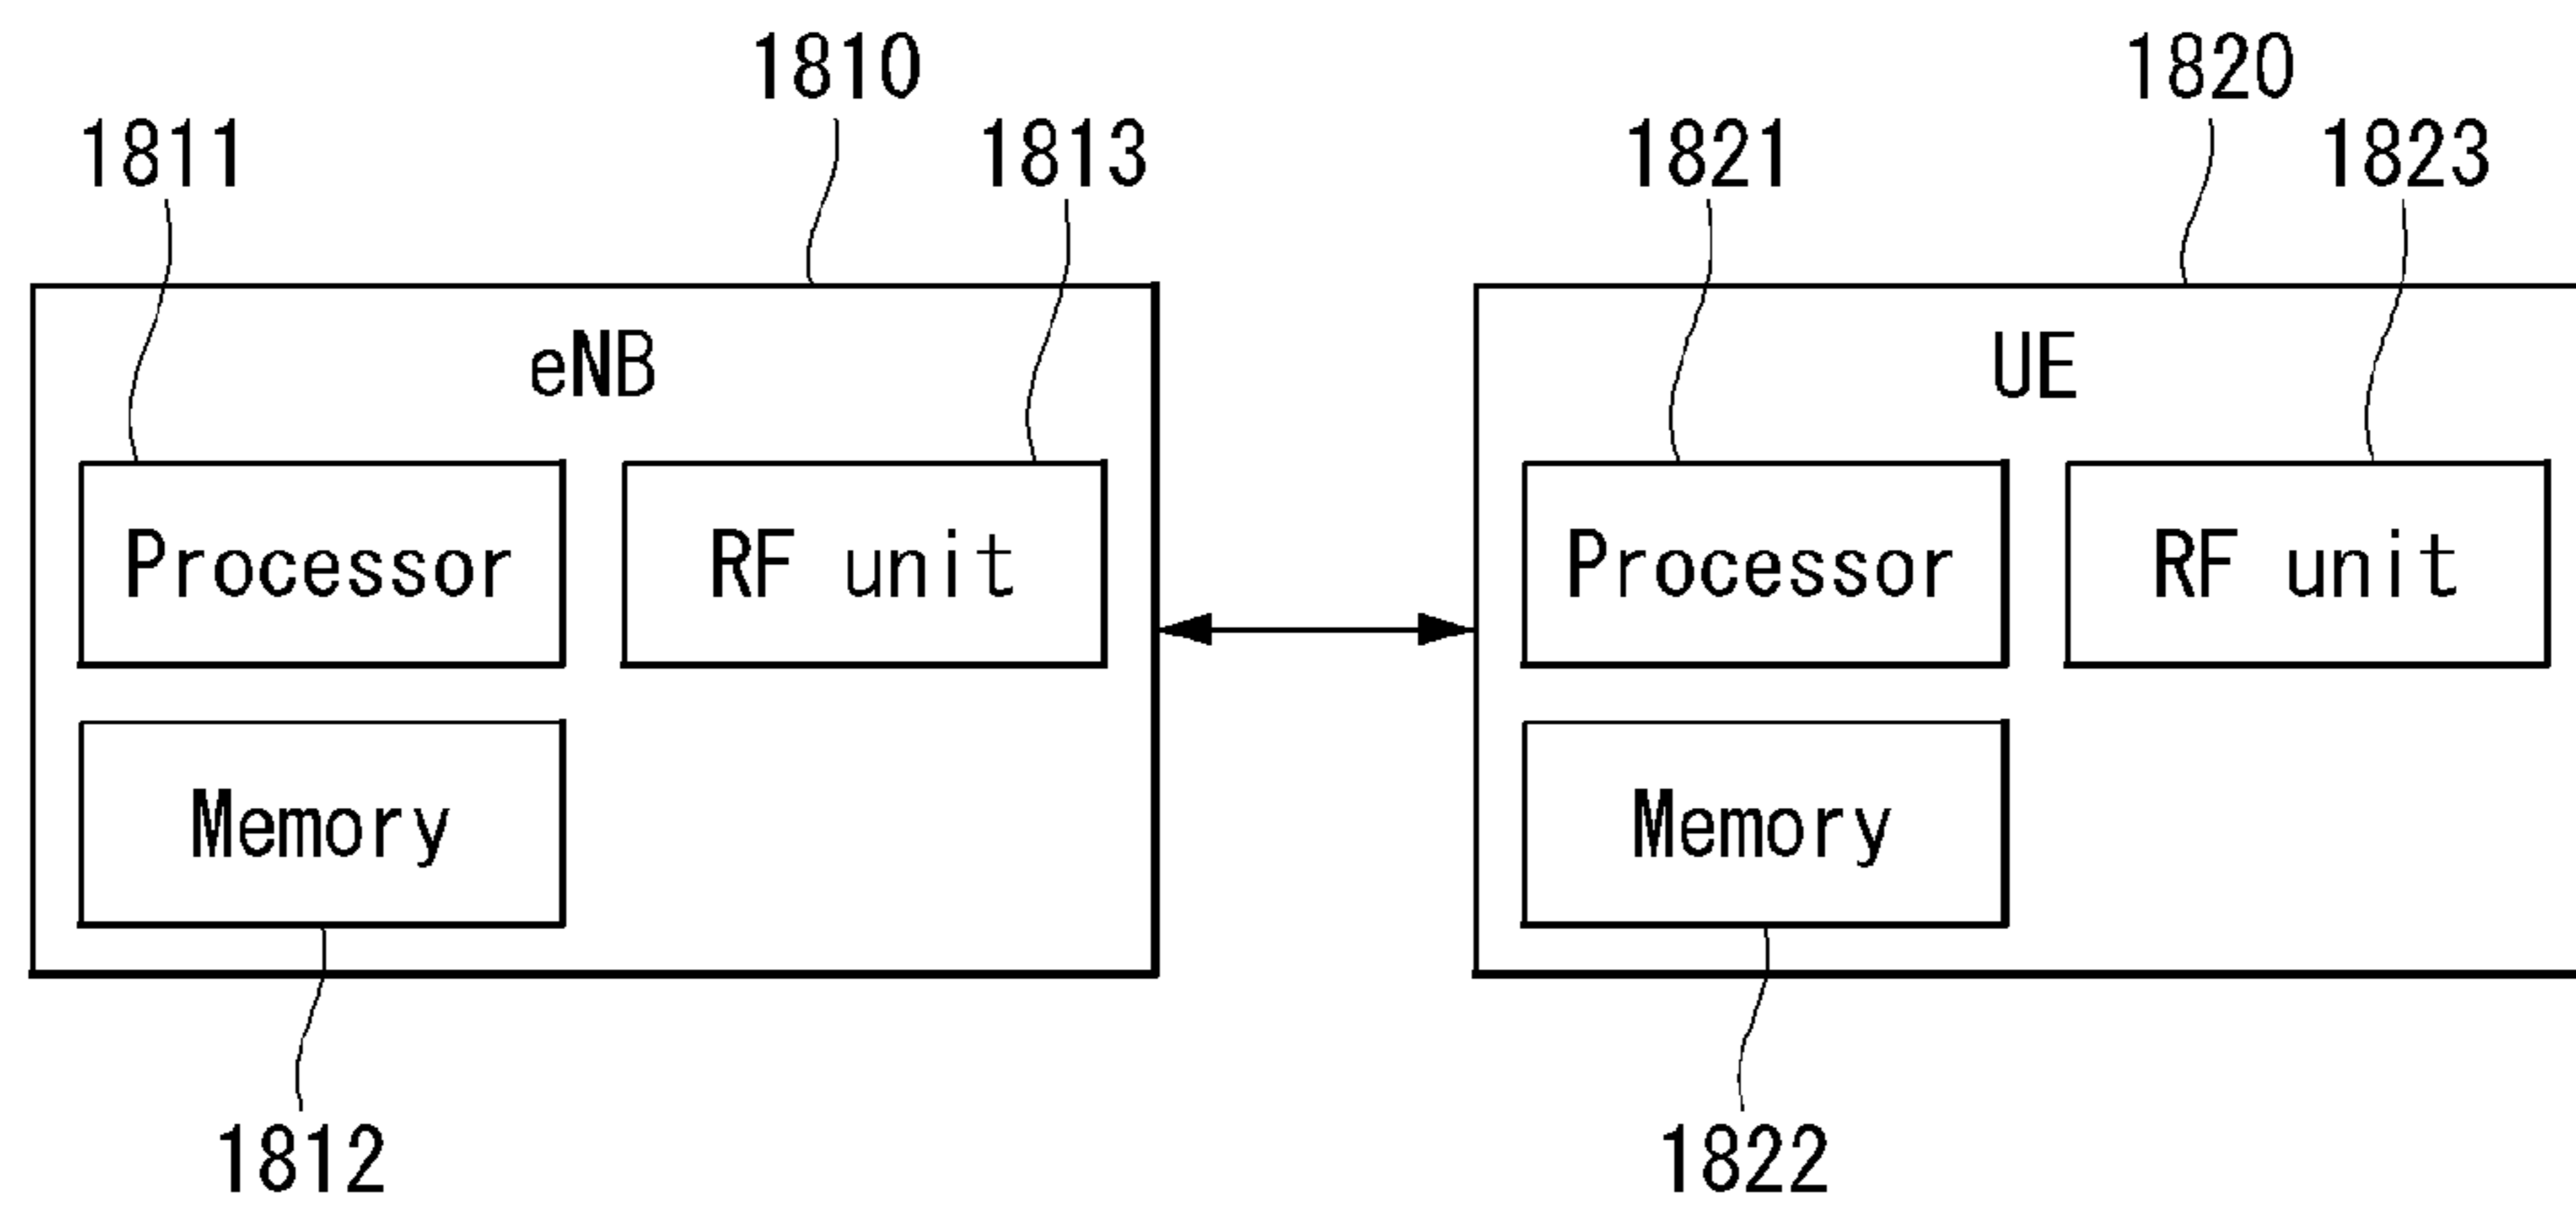 1810
1820
1811
1813
1821
1823
eNB
UE
Processor
RF unit
Processor
RF unit
Memory
Memory
1812
1822